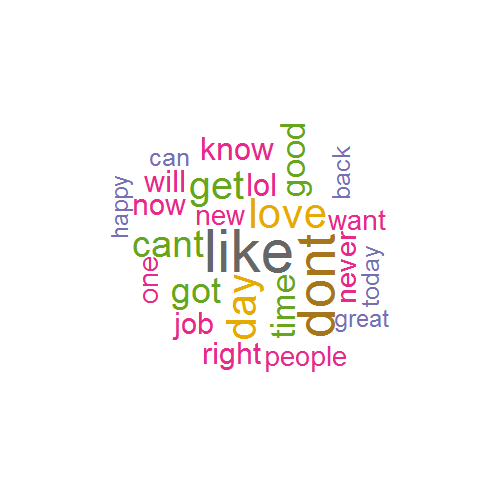 good
know
can
back
will
get
lol
happy
now
new
love
want
cant
like
dont
never
one
today
got
day
time
job
great
right
people